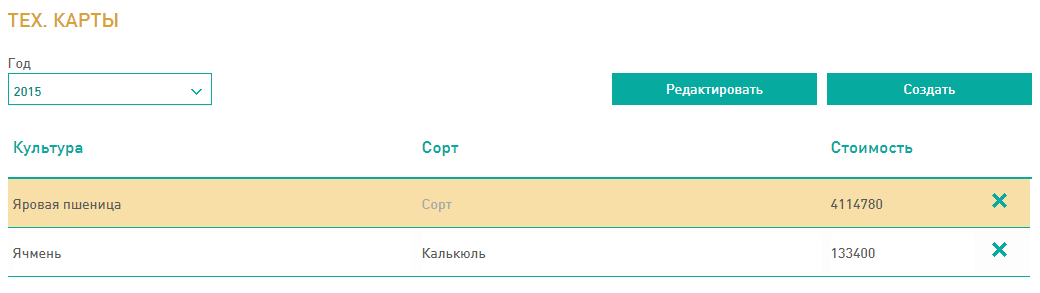 ТЕХ. КАРТЫ
Год
2015
Редактировать Создать
Культура Сорт Стоимость
Яровая пшеница Сорт 4114780
Ячмень Калькюль 133400